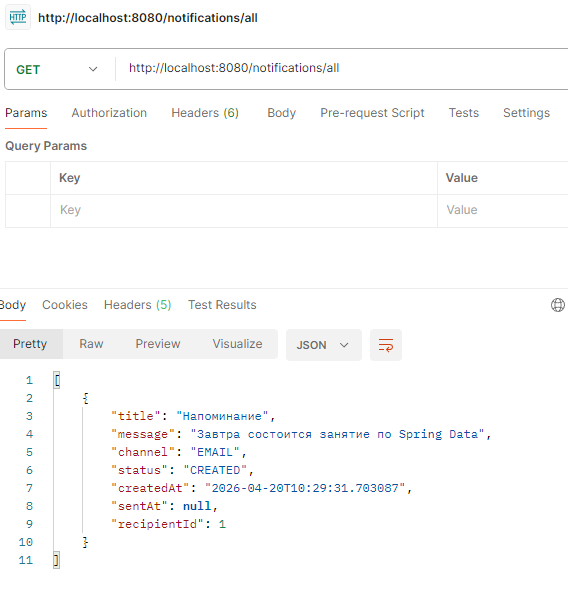 HTTP http://localhost:8080/notifications/all
GET http://localhost:8080/notifications/all
Params Authorization Headers (6) Body Pre-request Script Tests Settings
Query Params
Key Value
Key Value
Body Cookies Headers (5) Test Results
Pretty Raw Preview Visualize JSON
1 [
2 {
3 "title": "Напоминание",
4 "message": "Завтра состоится занятие по Spring Data",
5 "channel": "EMAIL",
6 "status": "CREATED",
7 "createdAt": "2026-04-20T10:29:31.703087",
8 "sentAt": null,
9 "recipientId": 1
10 }
11 ]